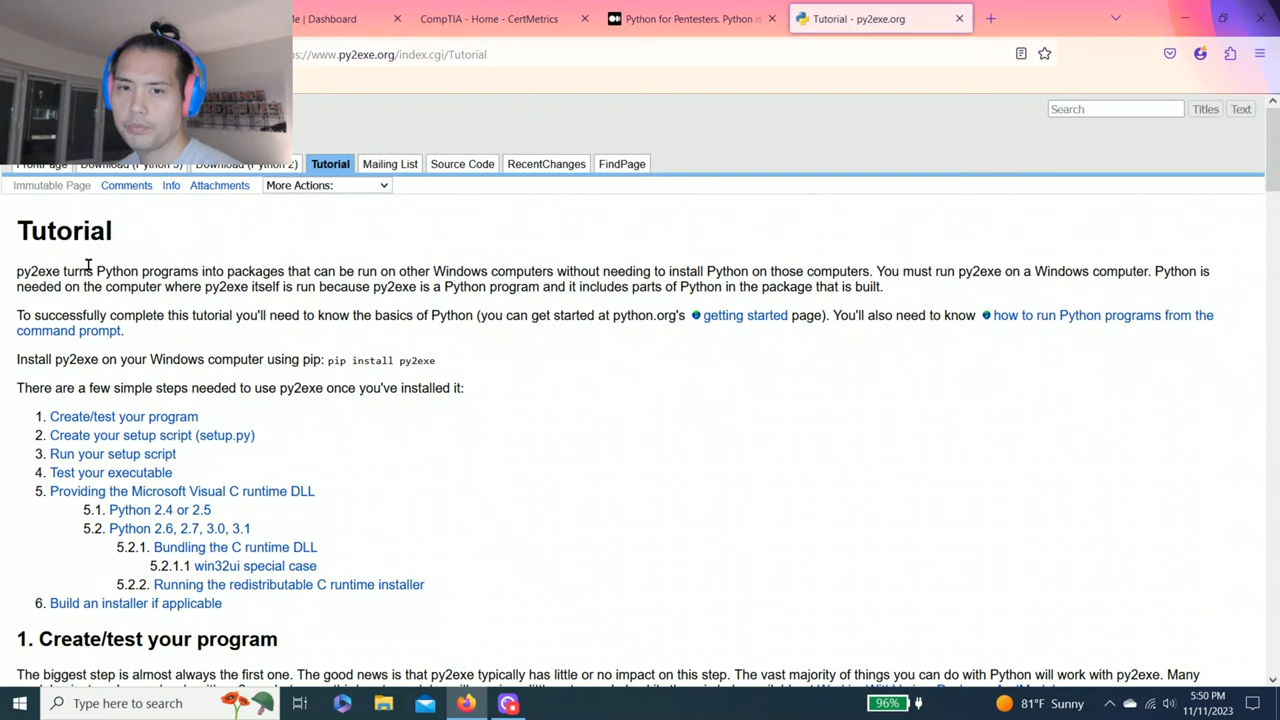 Me | Dashboard
CompTIA - Home - CertMetrics
Python for Pentesters. Python is
Tutorial - py2exe.org
s://www.py2exe.org/index.cgi/Tutorial
Search
Titles
Text
FrontPage
Download (Python 3)
Download (Python 2)
Tutorial
Mailing List
Source Code
RecentChanges
FindPage
Immutable Page
Comments
Info
Attachments
More Actions:
Tutorial
py2exe turns Python programs into packages that can be run on other Windows computers without needing to install Python on those computers. You must run py2exe on a Windows computer. Python is
needed on the computer where py2exe itself is run because py2exe is a Python program and it includes parts of Python in the package that is built.
To successfully complete this tutorial you'll need to know the basics of Python (you can get started at python.org's getting started page). You'll also need to know how to run Python programs from the
command prompt.
Install py2exe on your Windows computer using pip: pip install py2exe
There are a few simple steps needed to use py2exe once you've installed it:
1. Create/test your program
2. Create your setup script (setup.py)
3. Run your setup script
4. Test your executable
5. Providing the Microsoft Visual C runtime DLL
5.1. Python 2.4 or 2.5
5.2. Python 2.6, 2.7, 3.0, 3.1
5.2.1. Bundling the C runtime DLL
5.2.1.1 win32ui special case
5.2.2. Running the redistributable C runtime installer
6. Build an installer if applicable
1. Create/test your program
The biggest step is almost always the first one. The good news is that py2exe typically has little or no impact on this step. The vast majority of things you can do with Python will work with py2exe. Many
Type here to search
96%
81°F Sunny
5:50 PM
11/11/2023